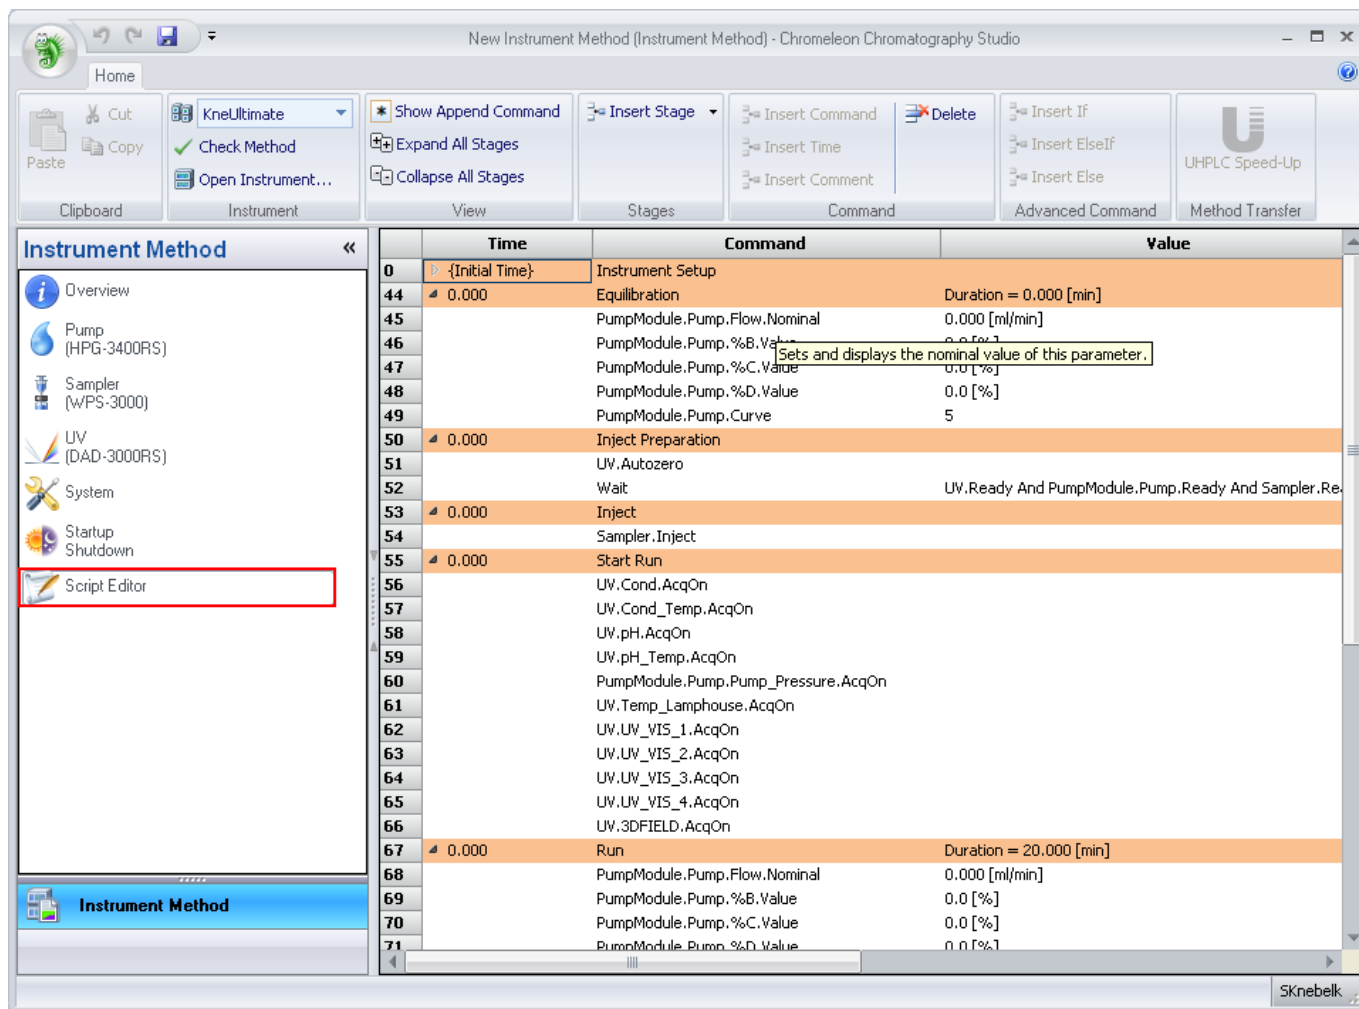 New Instrument Method (Instrument Method) - Chromeleon Chromatography Studio
Home
Paste
Cut
Copy
Clipboard
KneUltimate
Check Method
Open Instrument...
Instrument
Show Append Command
Expand All Stages
Collapse All Stages
View
Insert Stage
Stages
Insert Command
Insert Time
Insert Comment
Delete
Command
Insert If
Insert ElseIf
Insert Else
Advanced Command
UHPLC Speed-Up
Method Transfer
Instrument Method «
Overview
Pump
(HPG-3400RS)
Sampler
(WPS-3000)
UV
(DAD-3000RS)
System
Startup
Shutdown
Script Editor
Instrument Method
Time Command Value
0 {Initial Time} Instrument Setup
44 0.000 Equilibration Duration = 0.000 [min]
45 PumpModule.Pump.Flow.Nominal 0.000 [ml/min]
46 PumpModule.Pump.%B.Value 0.0 [%]
Sets and displays the nominal value of this parameter.
47 PumpModule.Pump.%C.Value 0.0 [%]
48 PumpModule.Pump.%D.Value 0.0 [%]
49 PumpModule.Pump.Curve 5
50 0.000 Inject Preparation
51 UV.Autozero
52 Wait UV.Ready And PumpModule.Pump.Ready And Sampler.Re
53 0.000 Inject
54 Sampler.Inject
55 0.000 Start Run
56 UV.Cond.AcqOn
57 UV.Cond_Temp.AcqOn
58 UV.pH.AcqOn
59 UV.pH_Temp.AcqOn
60 PumpModule.Pump.Pump_Pressure.AcqOn
61 UV.Temp_Lamphouse.AcqOn
62 UV.UV_VIS_1.AcqOn
63 UV.UV_VIS_2.AcqOn
64 UV.UV_VIS_3.AcqOn
65 UV.UV_VIS_4.AcqOn
66 UV.3DFIELD.AcqOn
67 0.000 Run Duration = 20.000 [min]
68 PumpModule.Pump.Flow.Nominal 0.000 [ml/min]
69 PumpModule.Pump.%B.Value 0.0 [%]
70 PumpModule.Pump.%C.Value 0.0 [%]
71 PumpModule.Pump.%D.Value 0.0 [%]
SKnebelk